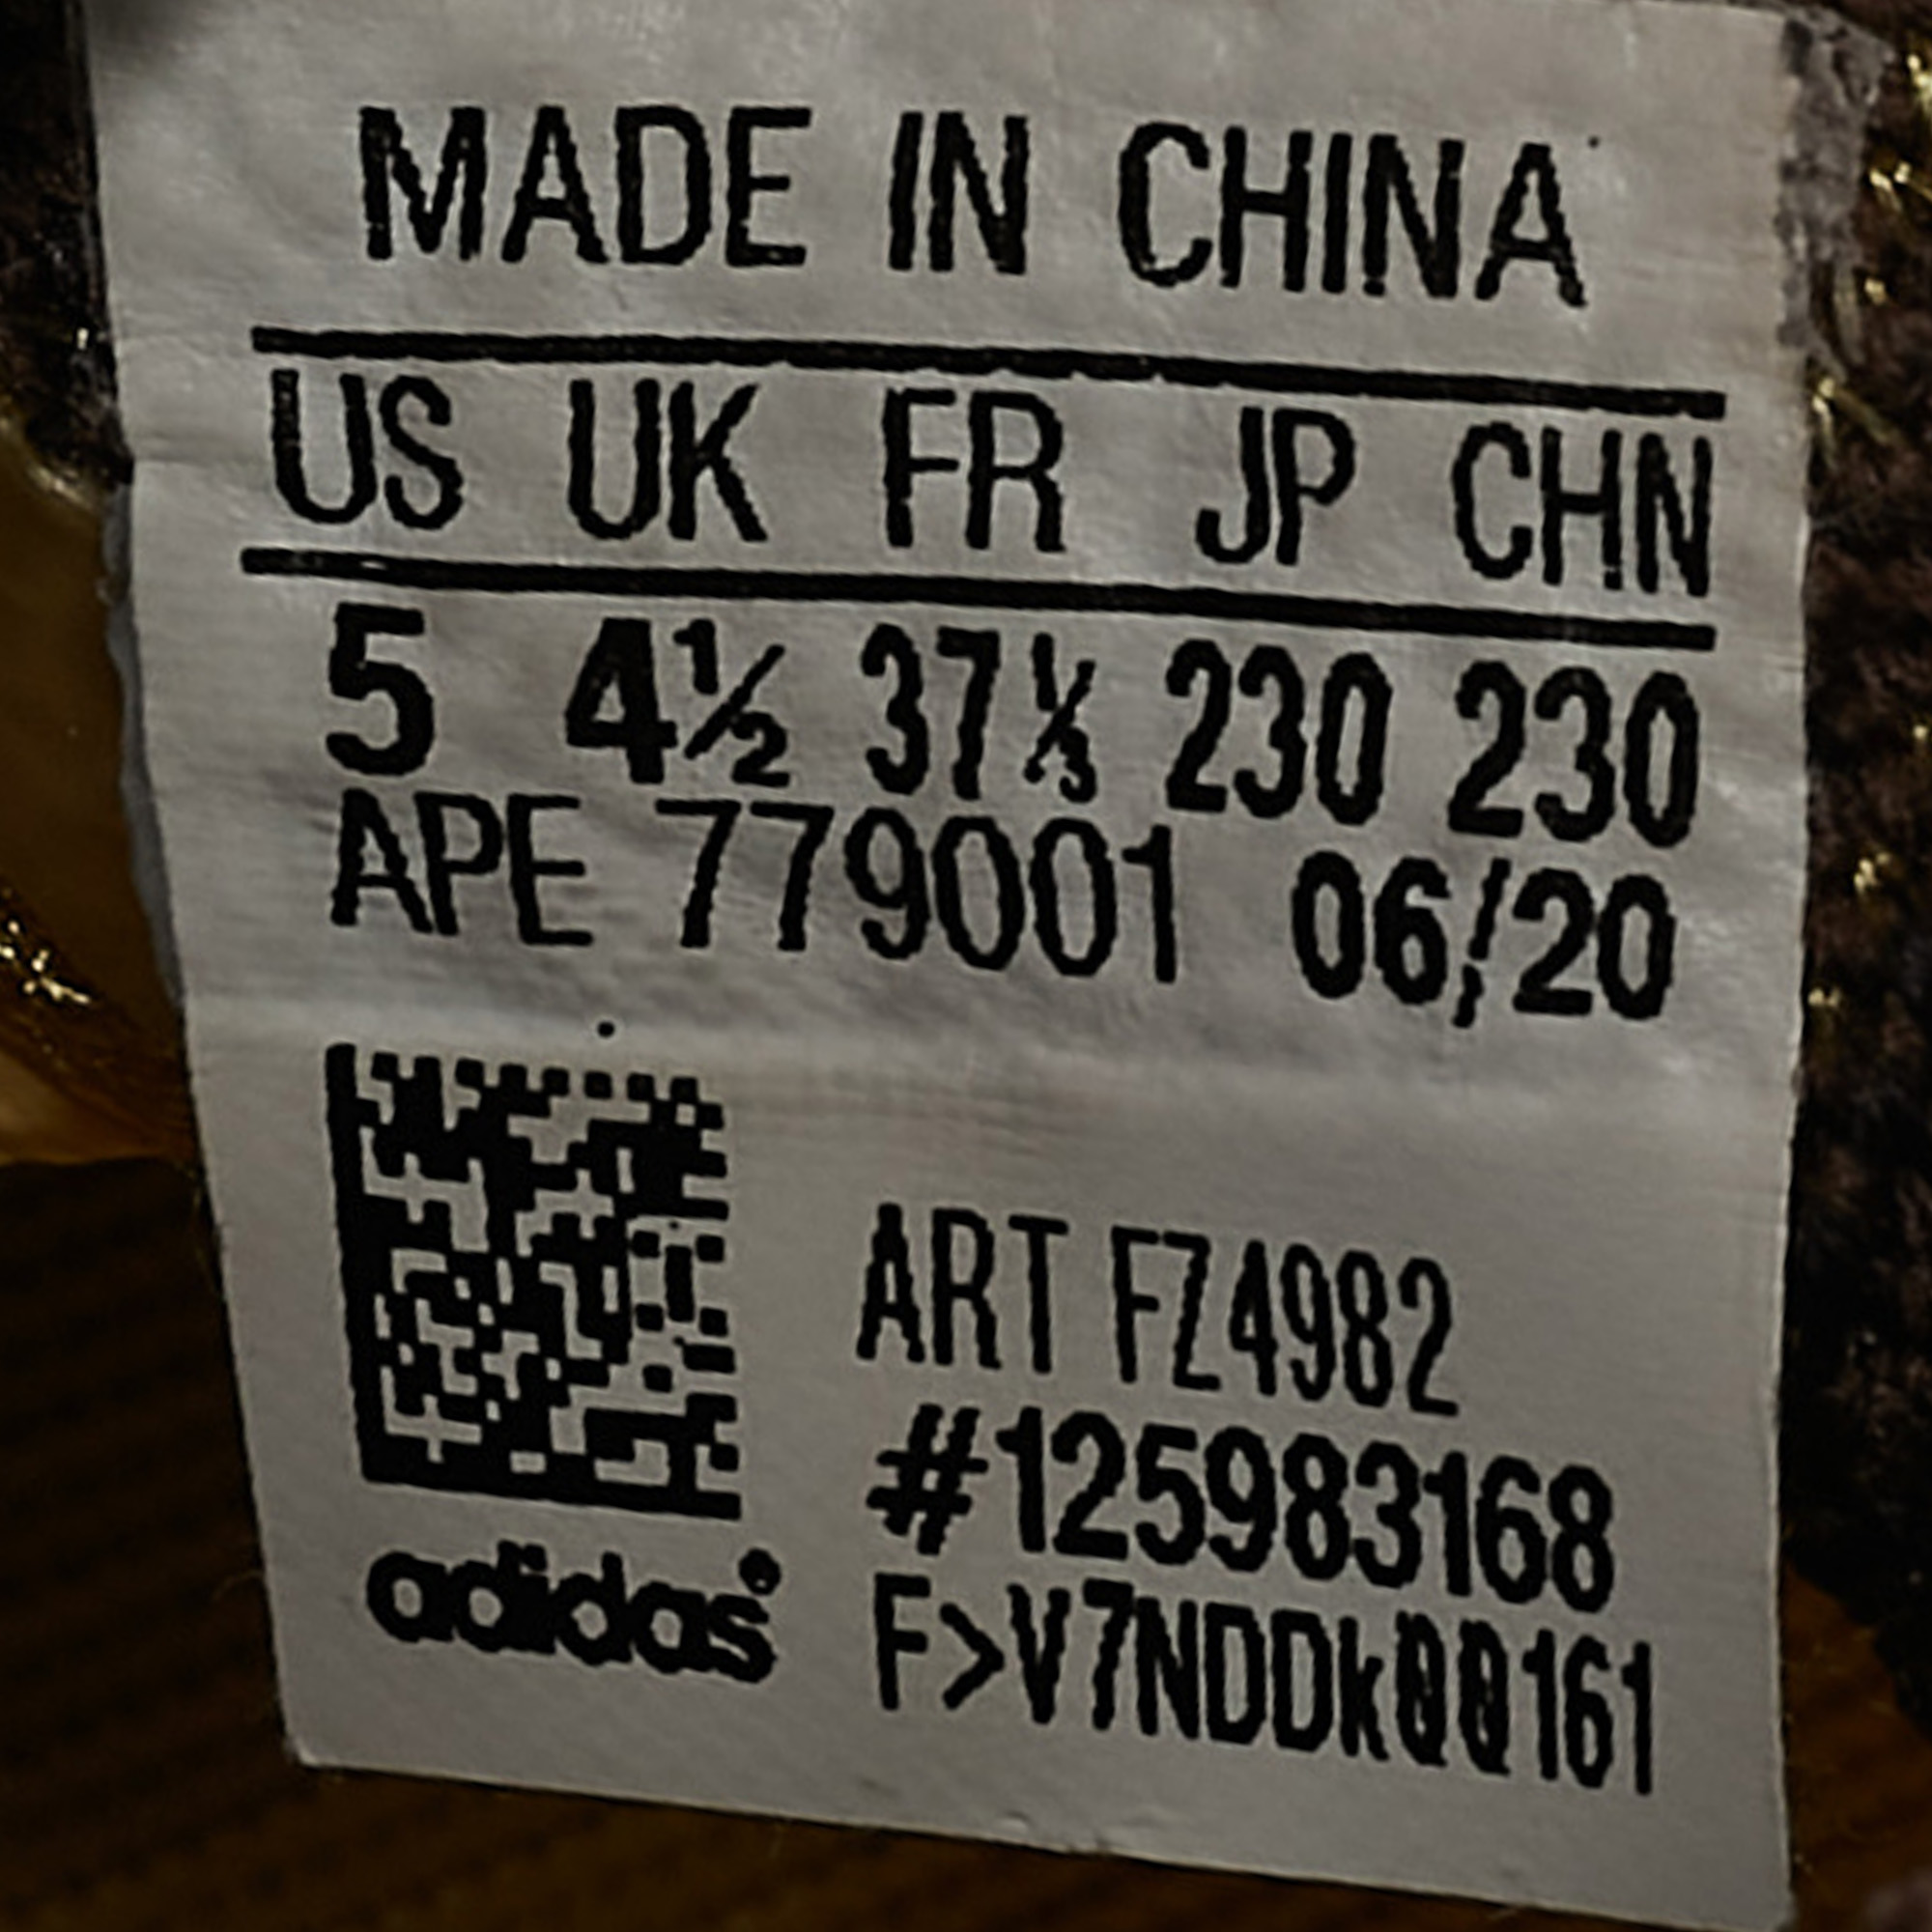 MADE IN CHINA
US UK FR JP CHN
5 4½ 37⅓ 230 230
APE 779001 06/20
ART FZ4982
#125983168
adidas
F>V7NDDk00161